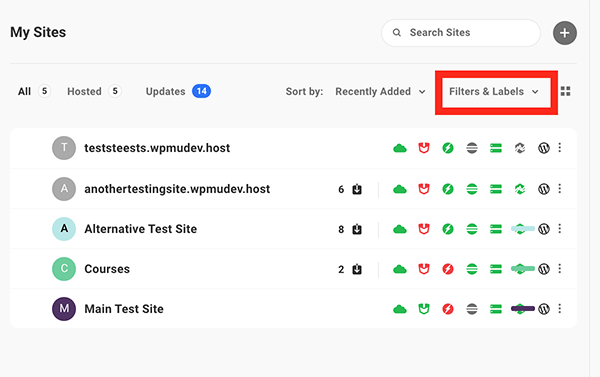 My Sites
Search Sites
All 5 Hosted 5 Updates 14 Sort by: Recently Added Filters & Labels
T teststeests.wpmudev.host
A anothertestingsite.wpmudev.host 6
A Alternative Test Site 8
C Courses 2
M Main Test Site